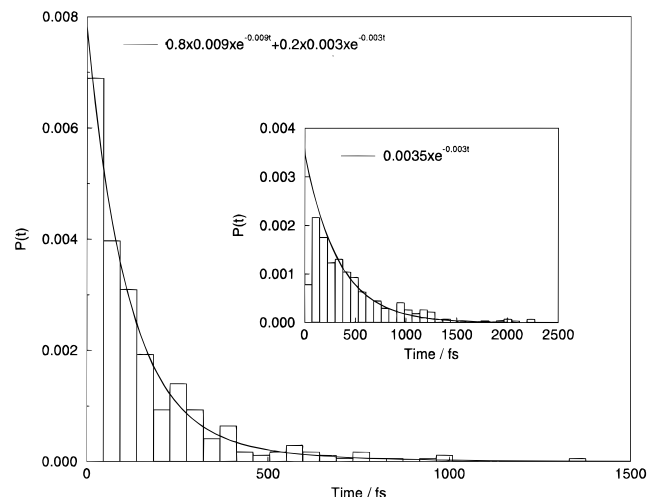 0.008
0.8x0.009xe^-0.009t+0.2x0.003xe^-0.003t
0.006
0.004
0.0035xe^-0.003t
0.003
P(t)
P(t)
0.004
0.002
0.001
0.000
0 500 1000 1500 2000 2500
Time / fs
0.002
0.000
0 500 1000 1500
Time / fs